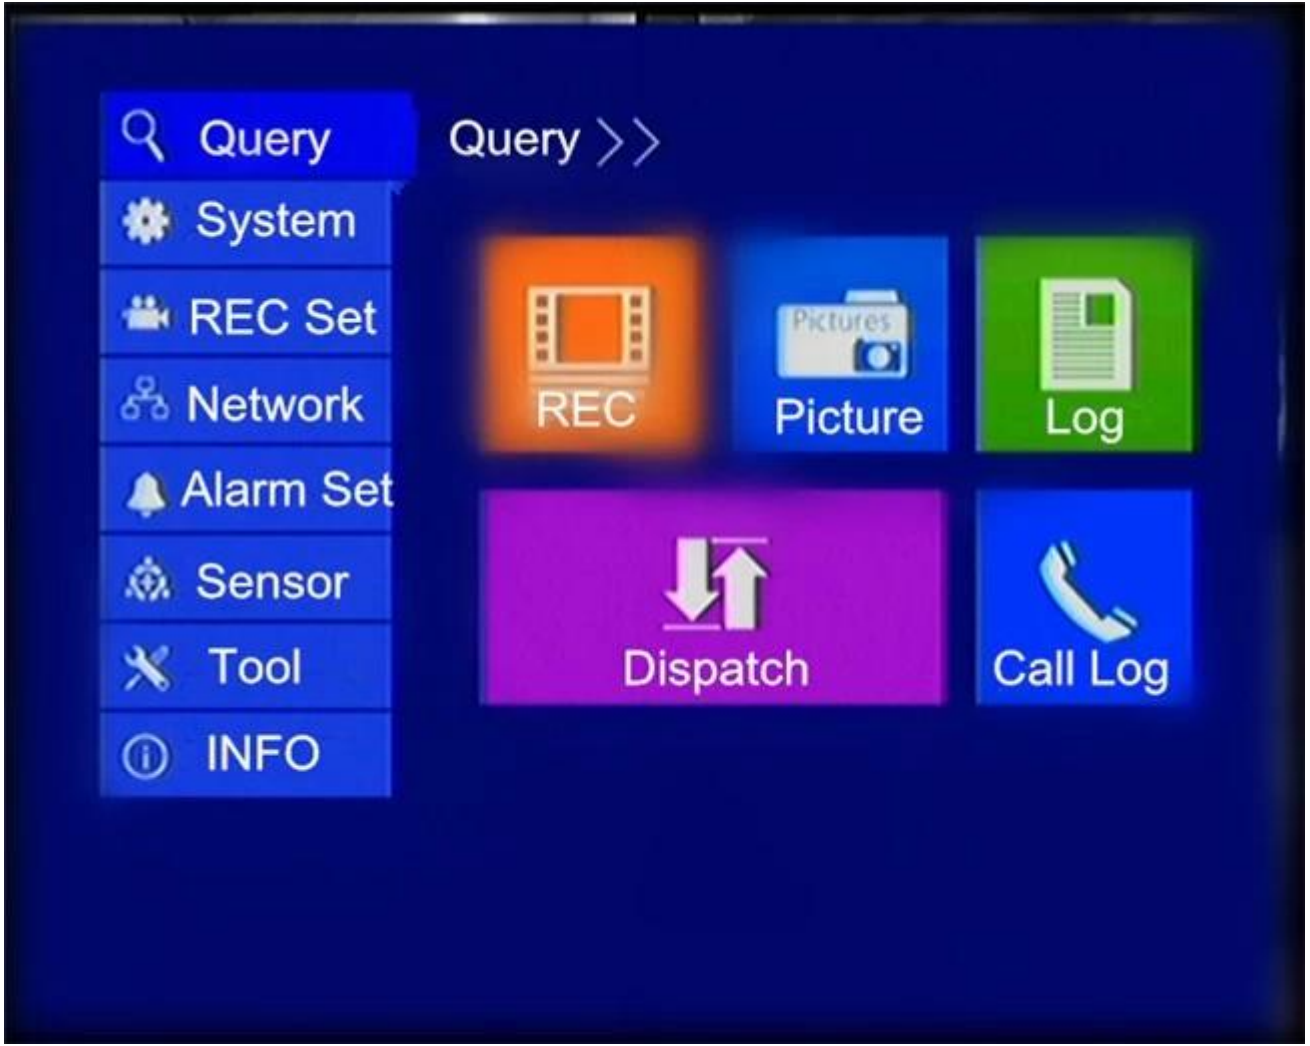 Query
System
REC Set
Network
Alarm Set
Sensor
Tool
INFO
Query >>
REC
Pictures
Picture
Log
Dispatch
Call Log